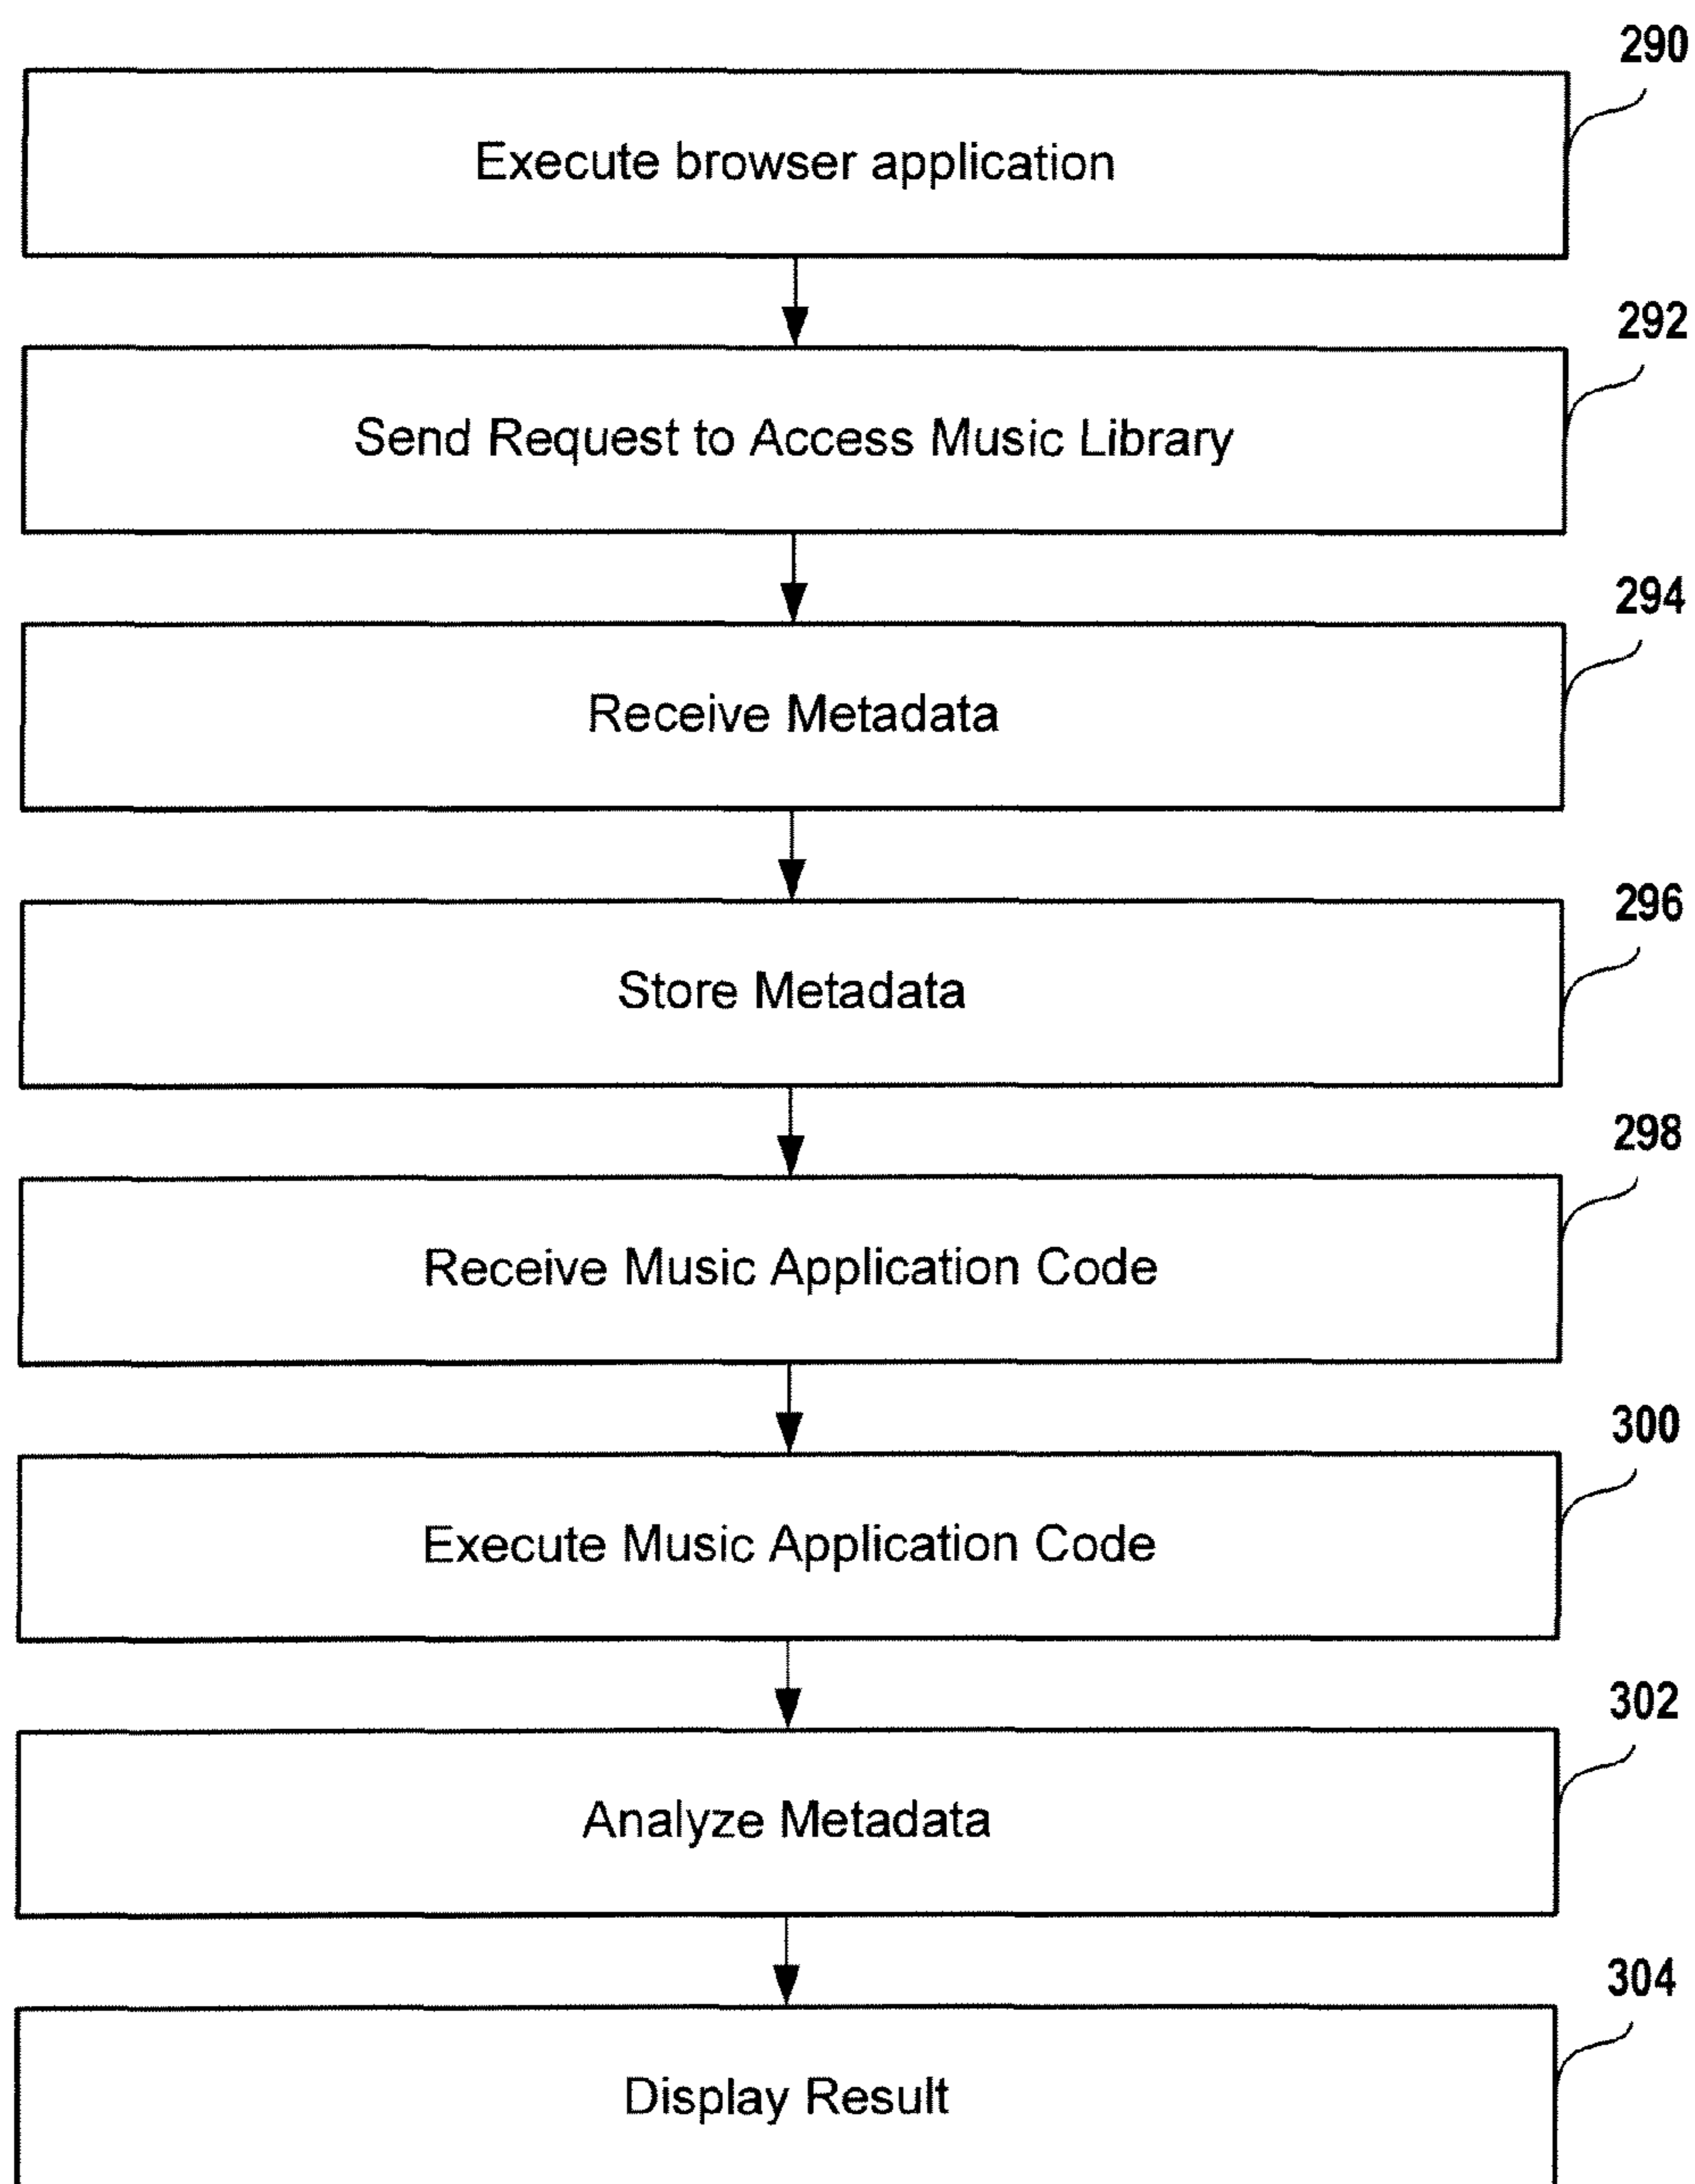 290
Execute browser application
292
Send Request to Access Music Library
294
Receive Metadata
296
Store Metadata
298
Receive Music Application Code
300
Execute Music Application Code
302
Analyze Metadata
304
Display Result